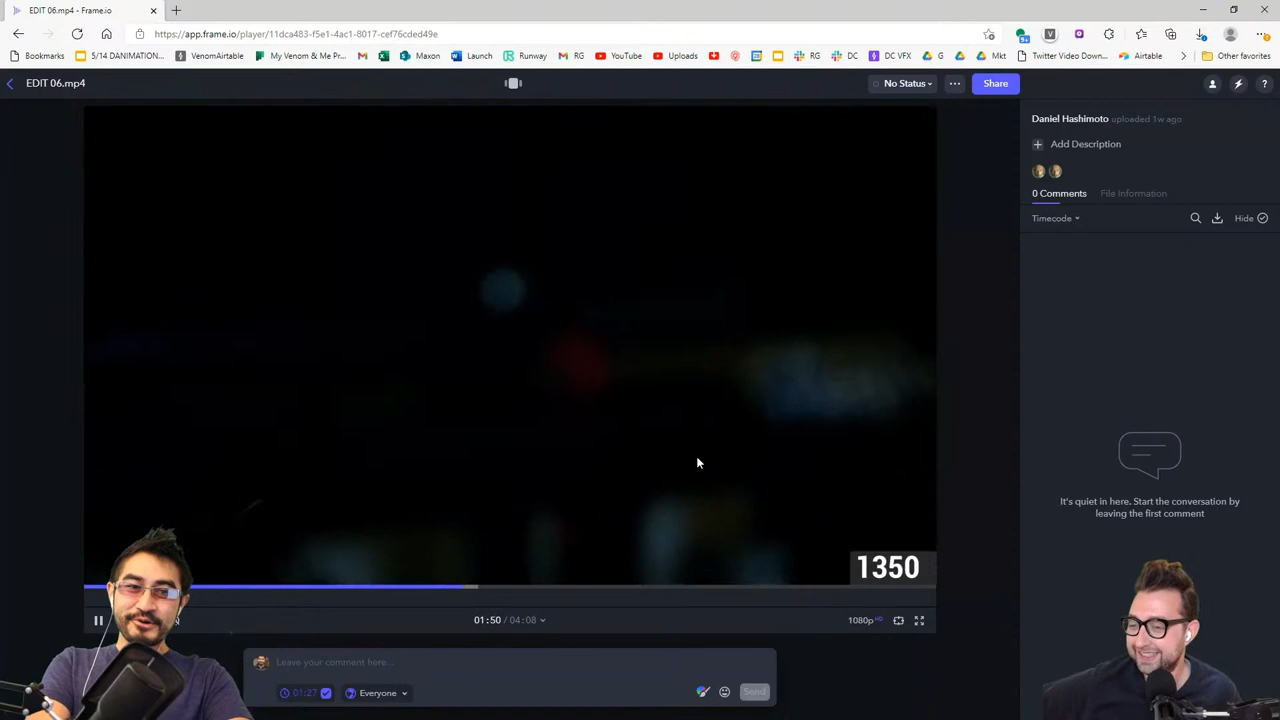 EDIT 06.mp4 - Frame.io
https://app.frame.io/player/11dca483-f5e1-4ac1-8017-cef76cded49e
Bookmarks 5/14 DANIMATION... VenomAirtable My Venom & Me Pr... M XS Maxon Launch Runway RG YouTube Uploads RG DC VFX G Mkt Twitter Video Down... Airtable Other favorites
EDIT 06.mp4
No Status
Share
Daniel Hashimoto uploaded 1w ago
Add Description
0 Comments File Information
Timecode
Hide
It's quiet in here. Start the conversation by
leaving the first comment
1350
01:50 / 04:08
1080p HD
Leave your comment here...
01:27
Everyone
Send